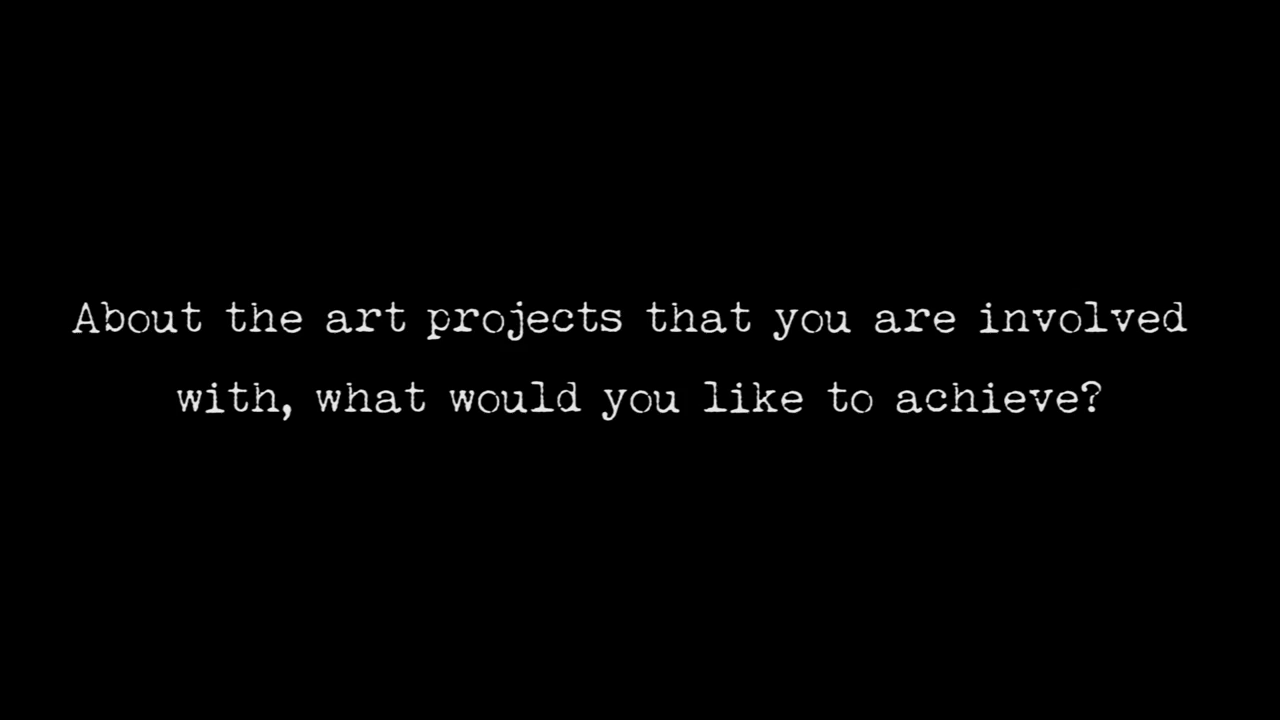 About the art projects that you are involved
with, what would you like to achieve?